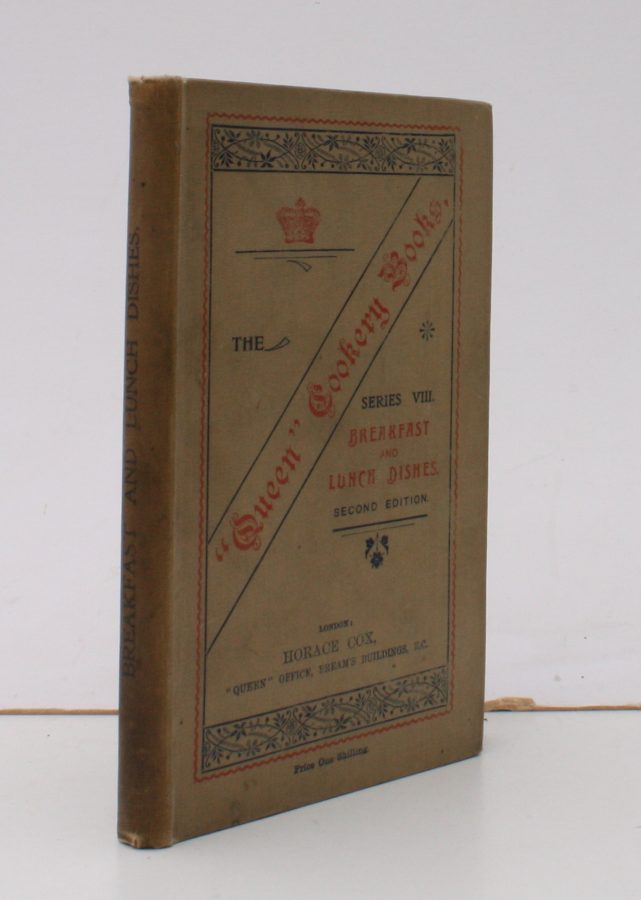 BREAKFAST AND LUNCH DISHES.
THE
"Queen" Cookery Books.
SERIES VIII.
BREAKFAST
AND
LUNCH DISHES.
SECOND EDITION.
LONDON:
HORACE COX,
"QUEEN" OFFICE, BREAM'S BUILDINGS, E.C.
Price One Shilling.